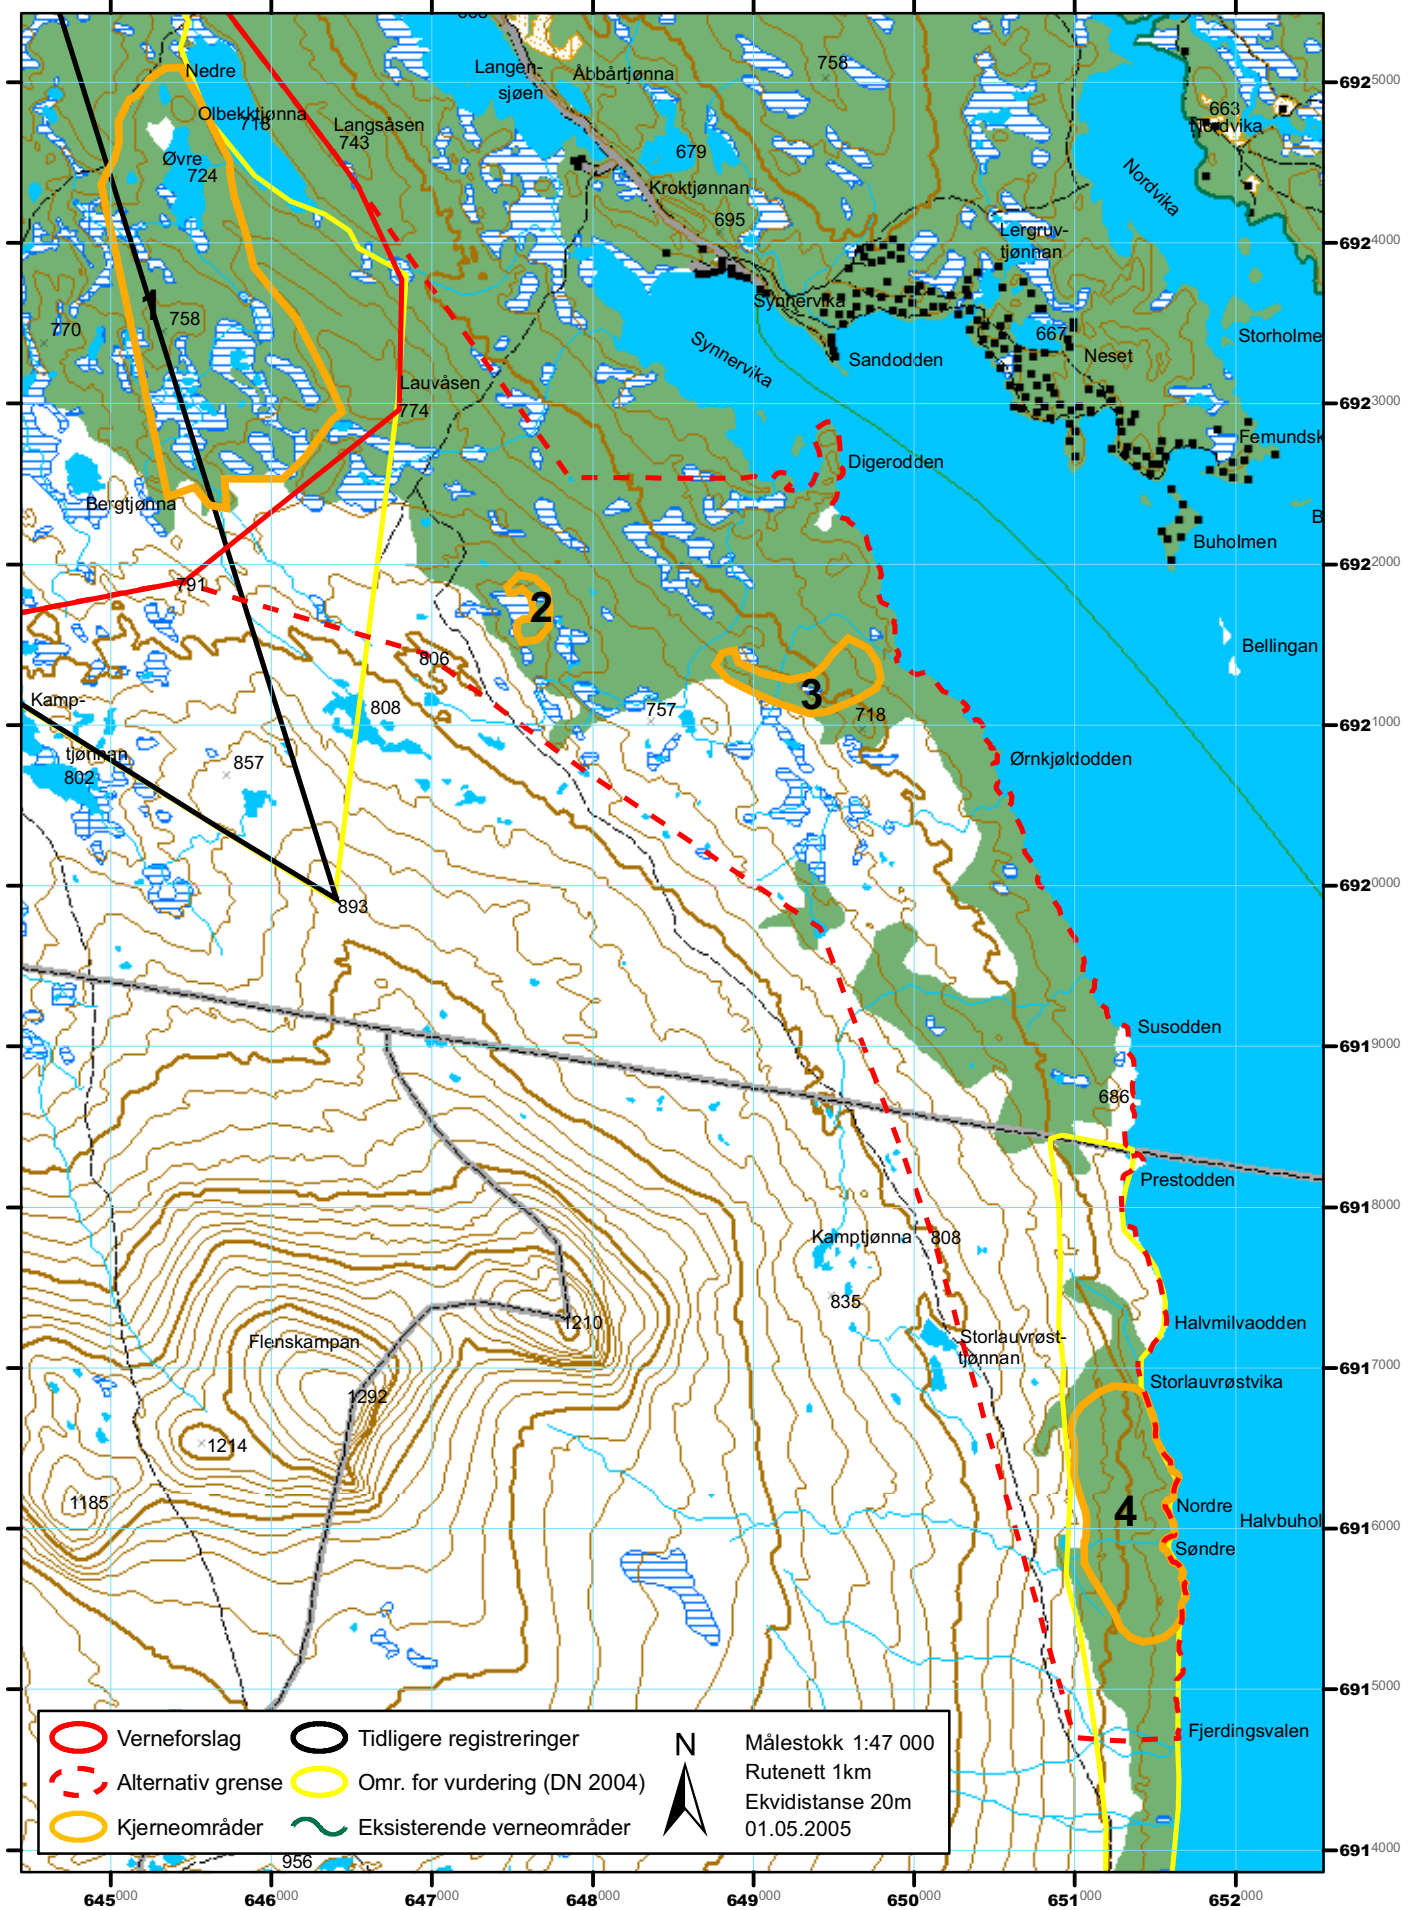 Nedre
Langen-
sjøen
Åbbårtjønna
758
6925000
Olbekktjønna
718
Langsåsen
743
663
Nordvika
Øvre
724
679
Kroktjønnan
695
Nordvika
Lergruv-
tjønnan
6924000
1
758
770
Synnervika
Synnervika
Sandodden
667
Neset
Storholme
Lauvåsen
774
6923000
Digerodden
Femundsk
Bergtjønna
B
Buholmen
791
6922000
2
806
Bellingan
3
Kamp-
tjønnan
802
808
757
718
6921000
857
Ørnkjøldodden
893
6920000
Susodden
6919000
686
Prestodden
6918000
Kamptjønna
808
835
1210
Halvmilvaodden
Flenskampan
Storlauvrøst-
tjønnan
6917000
1292
Storlauvrøstvika
1214
1185
4
Nordre
Halvbuhol
6916000
Søndre
6915000
Fjerdingsvalen
Verneforslag
Tidligere registreringer
Alternativ grense
Omr. for vurdering (DN 2004)
Kjerneområder
Eksisterende verneområder
N
Målestokk 1:47 000
Rutenett 1km
Ekvidistanse 20m
01.05.2005
6914000
956
645000
646000
647000
648000
649000
650000
651000
652000